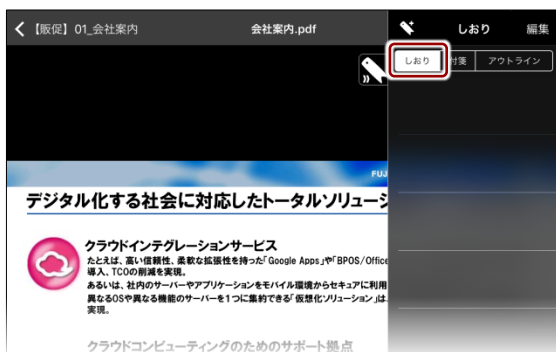 【販促】01_会社案内
会社案内.pdf
しおり
編集
しおり
付箋
アウトライン
FUJ
デジタル化する社会に対応したトータルソリューシ
クラウドインテグレーションサービス
たとえば、高い信頼性、柔軟な拡張性を持った「Google Apps」や「BPOS/Office
導入、TCOの削減を実現。
あるいは、社内のサーバーやアプリケーションをモバイル環境からセキュアに利用
異なるOSや異なる機能のサーバーを1つに集約できる「仮想化ソリューション」は
実現。
クラウドコンピューティングのためのサポート拠点